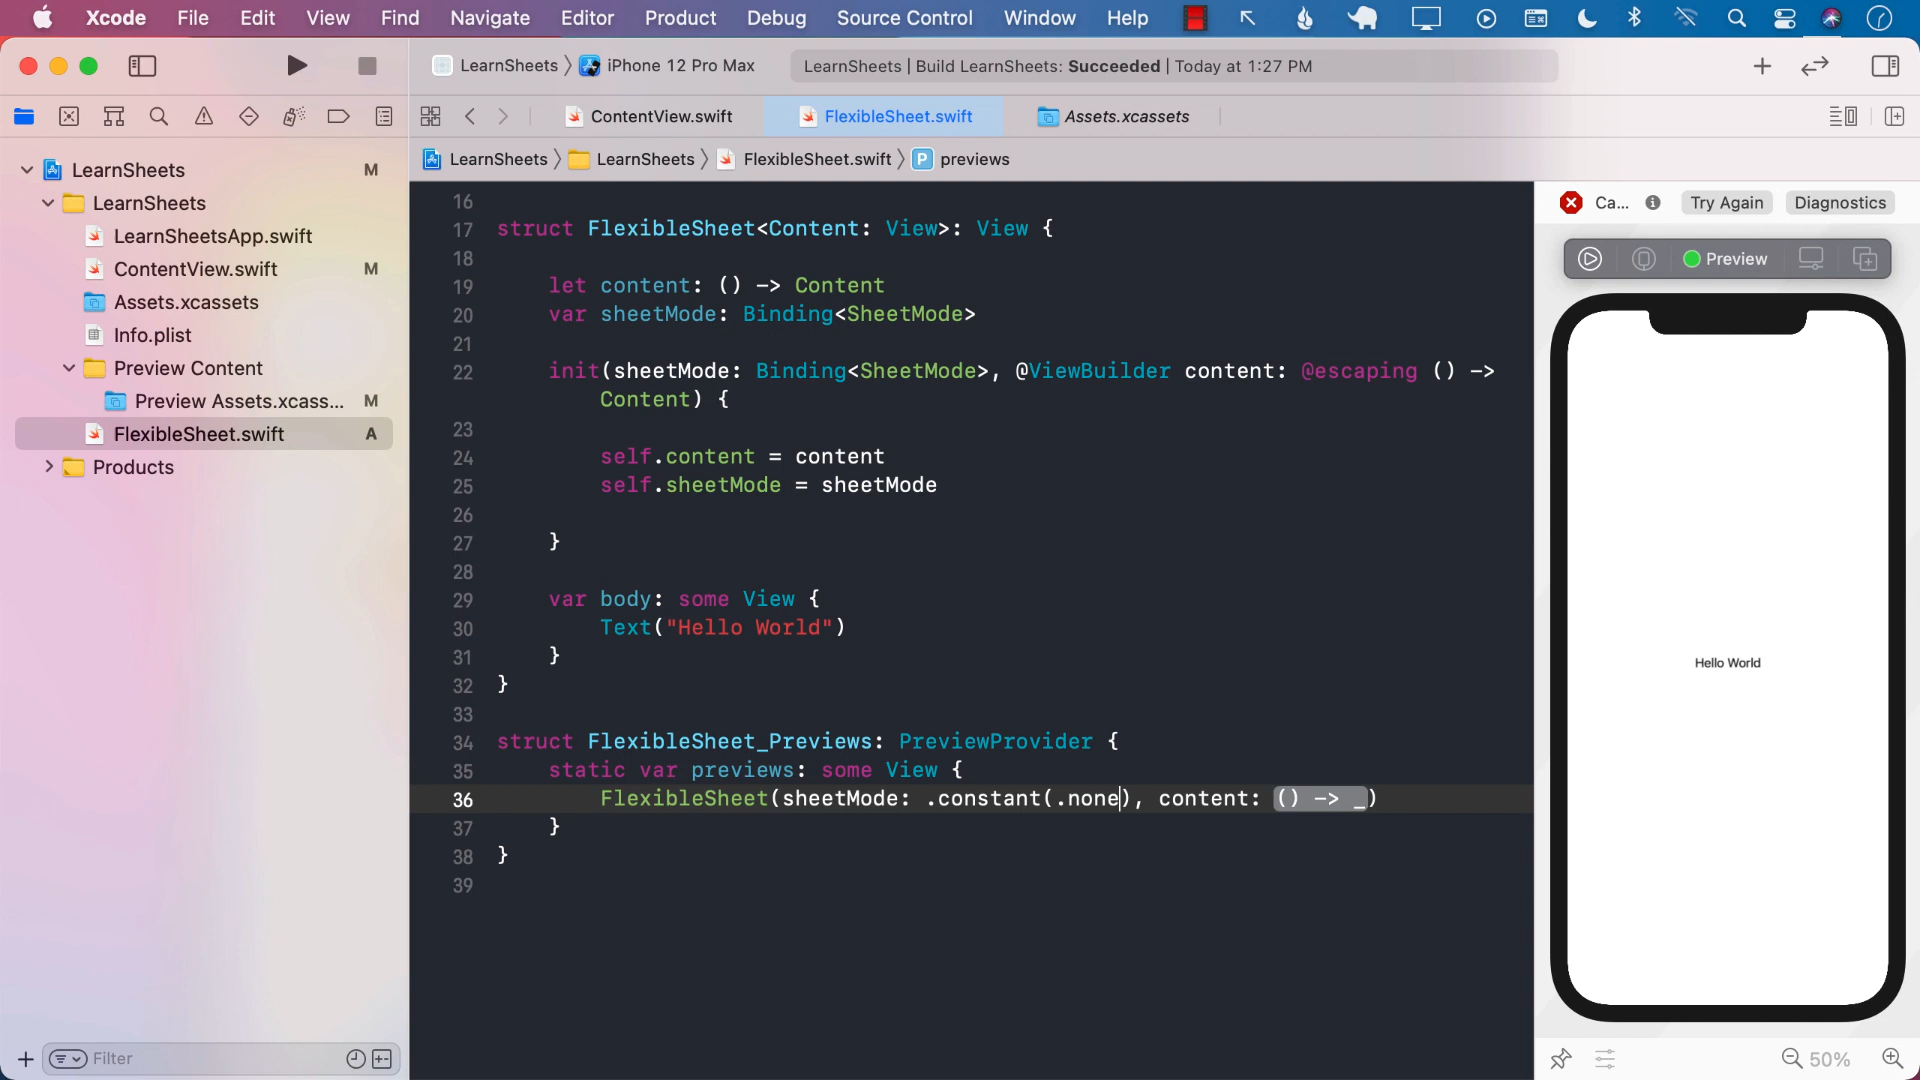 Xcode File Edit View Find Navigate Editor Product Debug Source Control Window Help
LearnSheets iPhone 12 Pro Max
LearnSheets | Build LearnSheets: Succeeded | Today at 1:27 PM
ContentView.swift FlexibleSheet.swift Assets.xcassets
LearnSheets LearnSheets FlexibleSheet.swift P previews
LearnSheets M
LearnSheets
LearnSheetsApp.swift
ContentView.swift M
Assets.xcassets
Info.plist
Preview Content
Preview Assets.xcass... M
FlexibleSheet.swift A
Products
Filter
16
17 struct FlexibleSheet<Content: View>: View {
18
19 let content: () -> Content
20 var sheetMode: Binding<SheetMode>
21
22 init(sheetMode: Binding<SheetMode>, @ViewBuilder content: @escaping () ->
Content) {
23
24 self.content = content
25 self.sheetMode = sheetMode
26
27 }
28
29 var body: some View {
30 Text("Hello World")
31 }
32 }
33
34 struct FlexibleSheet_Previews: PreviewProvider {
35 static var previews: some View {
36 FlexibleSheet(sheetMode: .constant(.none), content: () -> _)
37 }
38 }
39
Ca... Try Again Diagnostics
Preview
Hello World
50%